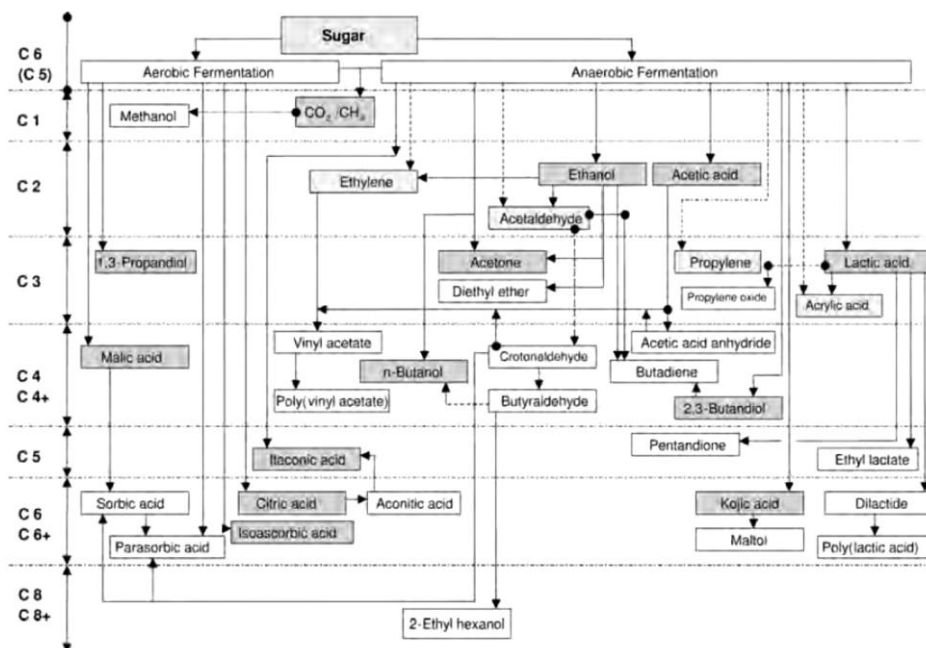 Sugar
C 6
(C 5)
Aerobic Fermentation
Anaerobic Fermentation
C 1
Methanol
CO₂ /CH₄
C 2
Ethylene
Ethanol
Acetic acid
Acetaldehyde
C 3
1,3-Propandiol
Acetone
Propylene
Lactic acid
Diethyl ether
Propylene oxide
Acrylic acid
C 4
C 4+
Vinyl acetate
Crotonaldehyde
Acetic acid anhydride
Malic acid
n-Butanol
Butadiene
Poly(vinyl acetate)
Butyraldehyde
2,3-Butandiol
C 5
Pentandione
Itaconic acid
Ethyl lactate
C 6
C 6+
Sorbic acid
Citric acid
Aconitic acid
Kojic acid
Dilactide
Isoascorbic acid
Parasorbic acid
Maltol
Poly(lactic acid)
C 8
C 8+
2-Ethyl hexanol